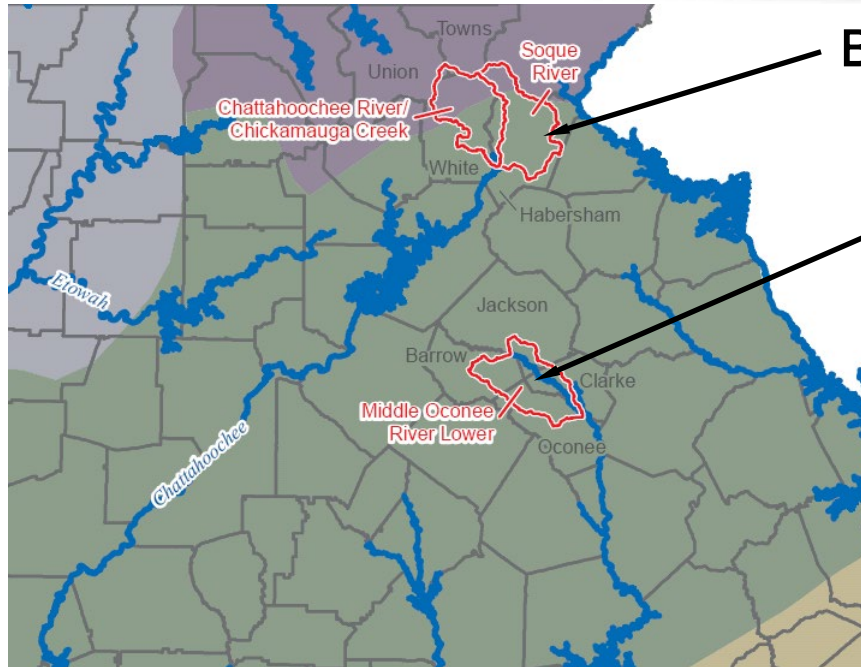 Towns
Soque
River
B
Union
Chattahoochee River/
Chickamauga Creek
White
Habersham
Etowah
Jackson
Barrow
Clarke
Middle Oconee
River Lower
Oconee
Chattahoochee